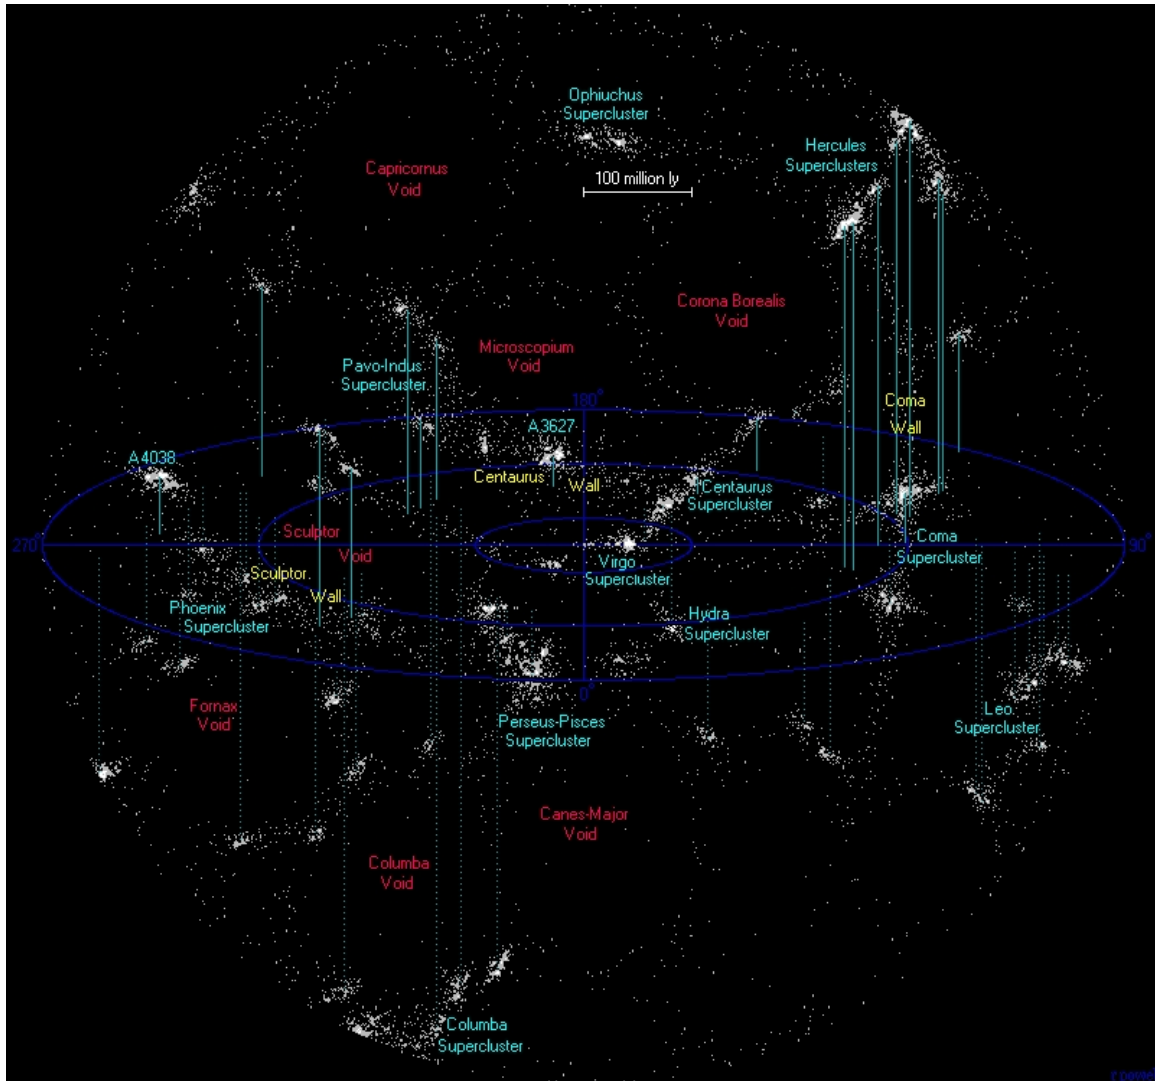 Ophiuchus
Supercluster
Hercules
Superclusters
Capricornus
Void
100 million ly
Corona Borealis
Void
Microscopium
Void
Pavo-Indus
Supercluster
180°
Coma
Wall
A3627
A4038
Centaurus
Wall
Centaurus
Supercluster
Sculptor
Void
270°
90°
Coma
Supercluster
Virgo
Supercluster
Sculptor
Wall
Phoenix
Supercluster
Hydra
Supercluster
0°
Fornax
Void
Perseus-Pisces
Supercluster
Leo
Supercluster
Canes-Major
Void
Columba
Void
Columba
Supercluster